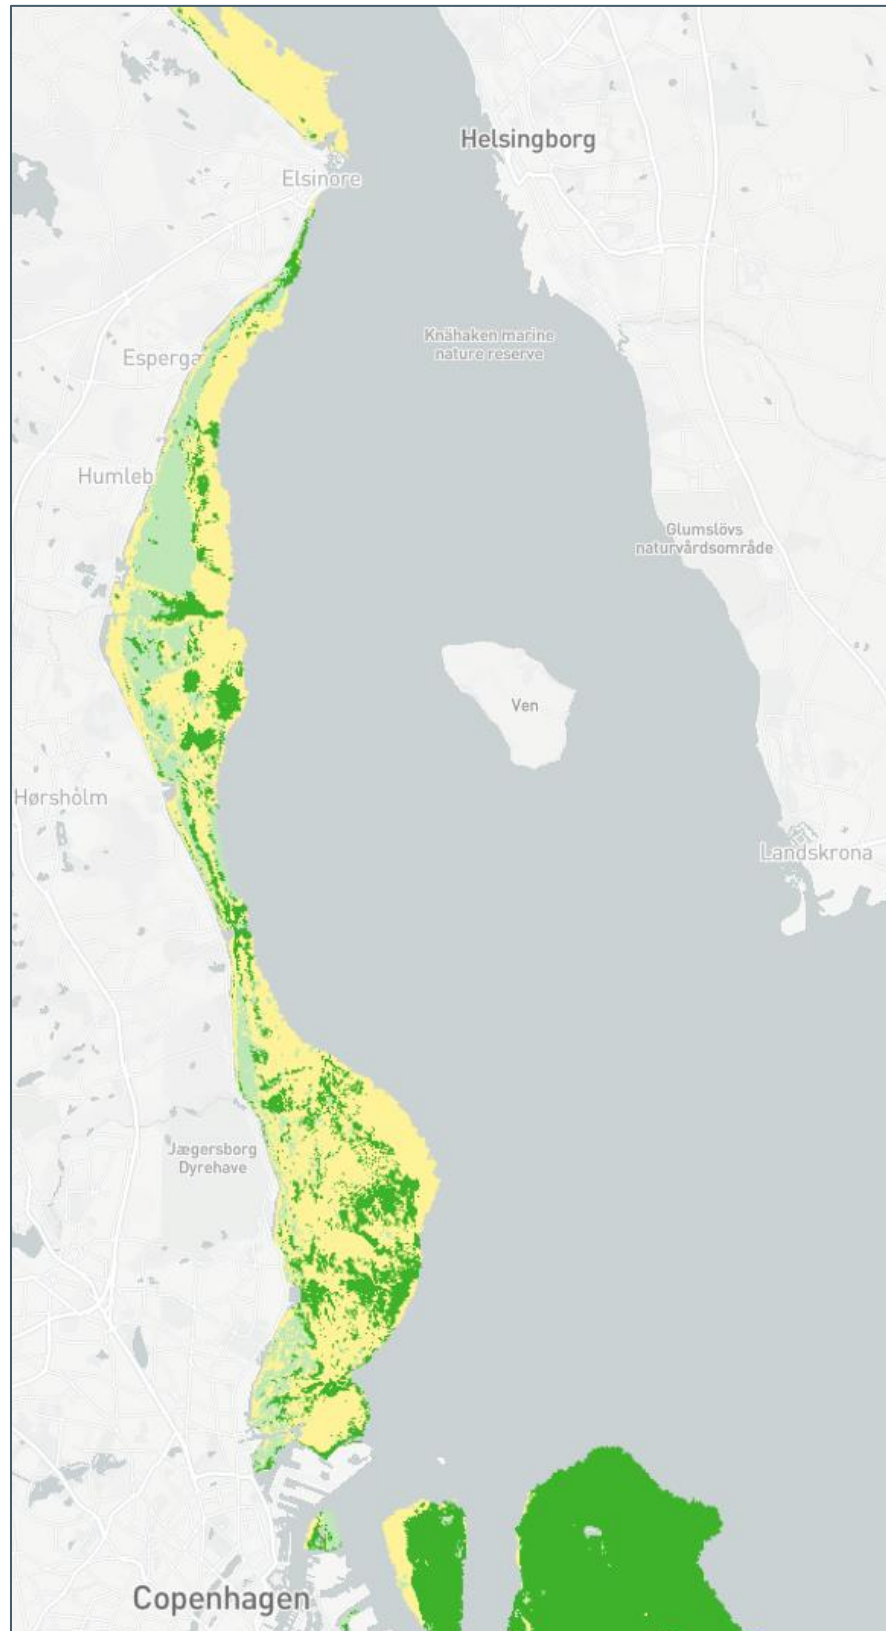 Helsingborg
Elsinore
Knähaken marine
nature reserve
Esperga
Humleb
Glumslövs
naturvårdsområde
Ven
Hørsholm
Landskrona
Jægersborg
Dyrehave
Copenhagen